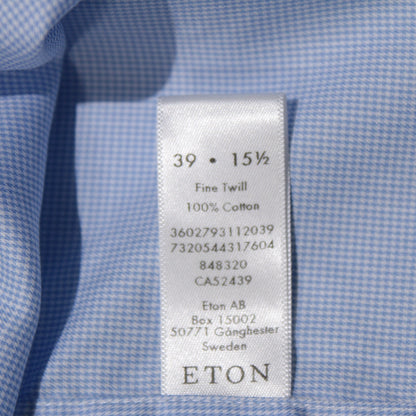 39 • 15½
Fine Twill
100% Cotton
3602793112039
7320544317604
848320
CA52439
Eton AB
Box 15002
50771 Gånghester
Sweden
ETON